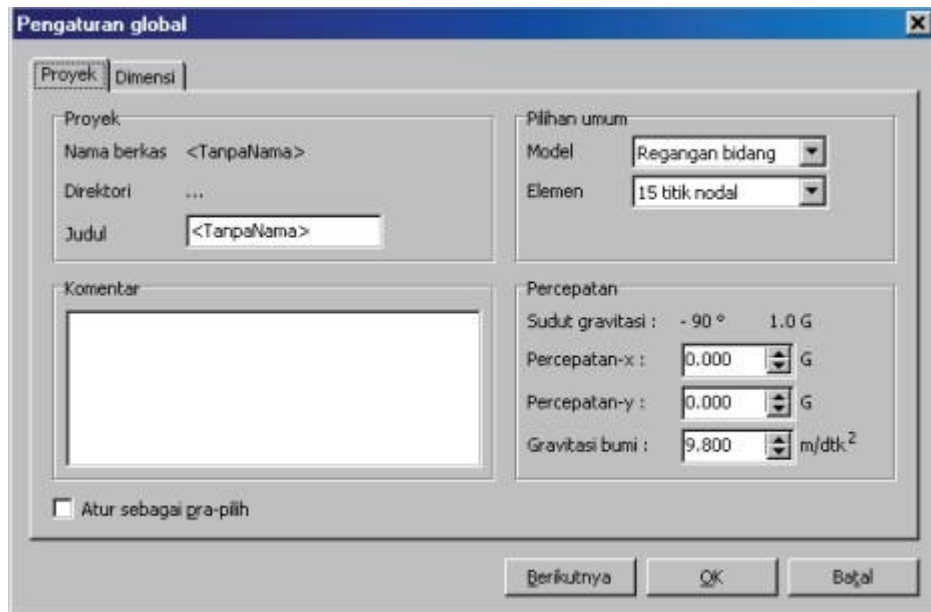 Pengaturan global
Proyek Dimensi
Proyek
Nama berkas <TanpaNama>
Direktori ...
Judul <TanpaNama>
Pilihan umum
Model Regangan bidang
Elemen 15 titik nodal
Komentar
Percepatan
Sudut gravitasi : - 90 ° 1.0 G
Percepatan-x : 0.000 G
Percepatan-y : 0.000 G
Gravitasi bumi : 9.800 m/dtk²
Atur sebagai pra-pilih
Berikutnya OK Batal